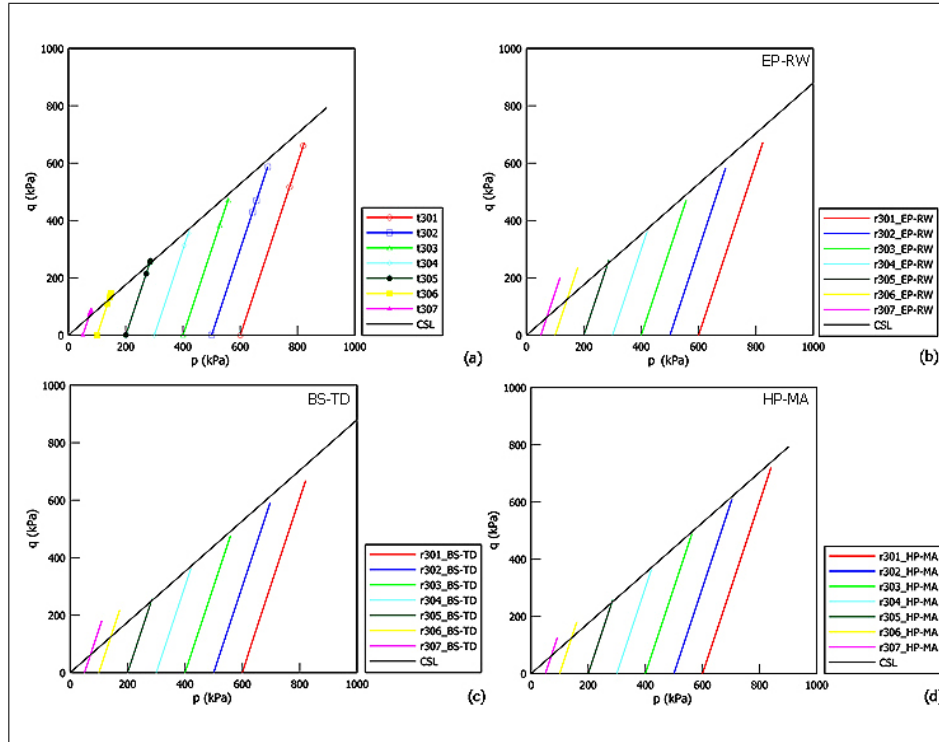 1000
800
600
400
200
0
q (kPa)
0
200
400
600
800
1000
p (kPa)
t301
t302
t303
t304
t305
t306
t307
CSL
(a)
EP-RW
1000
800
600
400
200
0
q (kPa)
0
200
400
600
800
1000
p (kPa)
r301_EP-RW
r302_EP-RW
r303_EP-RW
r304_EP-RW
r305_EP-RW
r306_EP-RW
r307_EP-RW
CSL
(b)
BS-TD
1000
800
600
400
200
0
q (kPa)
0
200
400
600
800
1000
p (kPa)
r301_BS-TD
r302_BS-TD
r303_BS-TD
r304_BS-TD
r305_BS-TD
r306_BS-TD
r307_BS-TD
CSL
(c)
HP-MA
1000
800
600
400
200
0
q (kPa)
0
200
400
600
800
1000
p (kPa)
r301_HP-MA
r302_HP-MA
r303_HP-MA
r304_HP-MA
r305_HP-MA
r306_HP-MA
r307_HP-MA
CSL
(d)